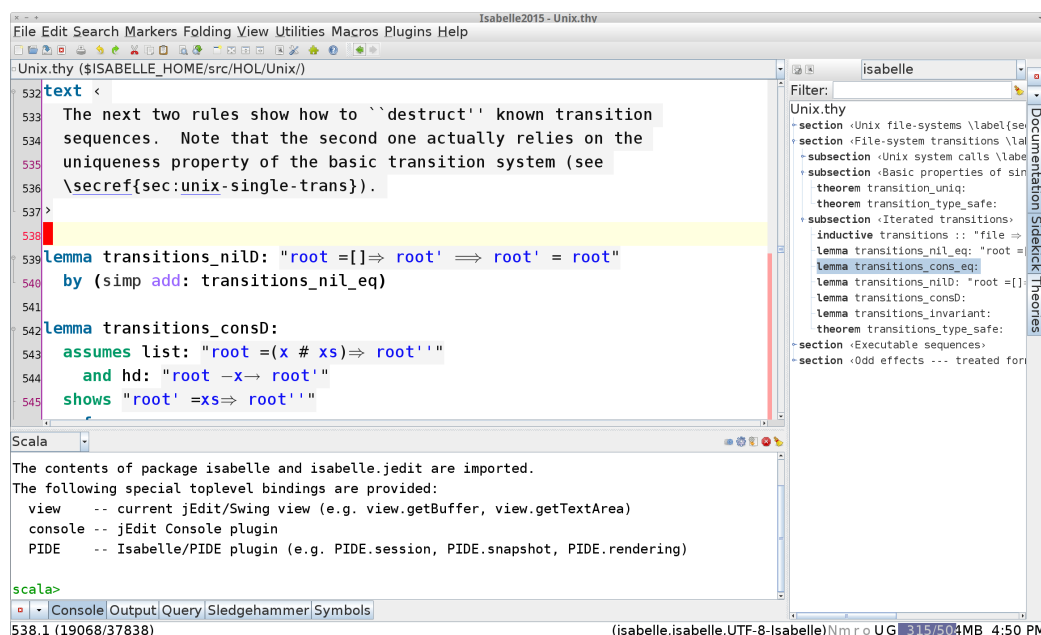 Isabelle2015 - Unix.thy
File Edit Search Markers Folding View Utilities Macros Plugins Help
Unix.thy ($ISABELLE_HOME/src/HOL/Unix/)
532 text ‹
533 The next two rules show how to ``destruct'' known transition
534 sequences. Note that the second one actually relies on the
535 uniqueness property of the basic transition system (see
536 \secref{sec:unix-single-trans}).
537 ›
538
539 lemma transitions_nilD: "root =[]⇒ root' ⟹ root' = root"
540 by (simp add: transitions_nil_eq)
541
542 lemma transitions_consD:
543 assumes list: "root =(x # xs)⇒ root''"
544 and hd: "root —x→ root'"
545 shows "root' =xs⇒ root''"
isabelle
Filter:
Unix.thy
section ‹Unix file-systems \label{sec
section ‹File-system transitions \lab
subsection ‹Unix system calls \labe
subsection ‹Basic properties of sin
theorem transition_uniq:
theorem transition_type_safe:
subsection ‹Iterated transitions›
inductive transitions :: "file ⇒
lemma transitions_nil_eq: "root =[
lemma transitions_cons_eq:
lemma transitions_nilD: "root =[]
lemma transitions_consD:
lemma transitions_invariant:
theorem transitions_type_safe:
section ‹Executable sequences›
section ‹Odd effects --- treated for
Documentation Sidekick Theories
Scala
The contents of package isabelle and isabelle.jedit are imported.
The following special toplevel bindings are provided:
view -- current jEdit/Swing view (e.g. view.getBuffer, view.getTextArea)
console -- jEdit Console plugin
PIDE -- Isabelle/PIDE plugin (e.g. PIDE.session, PIDE.snapshot, PIDE.rendering)
scala>
Console Output Query Sledgehammer Symbols
538.1 (19068/37838) (isabelle.isabelle.UTF-8-Isabelle)N m r o U G 315/504MB 4:50 PM